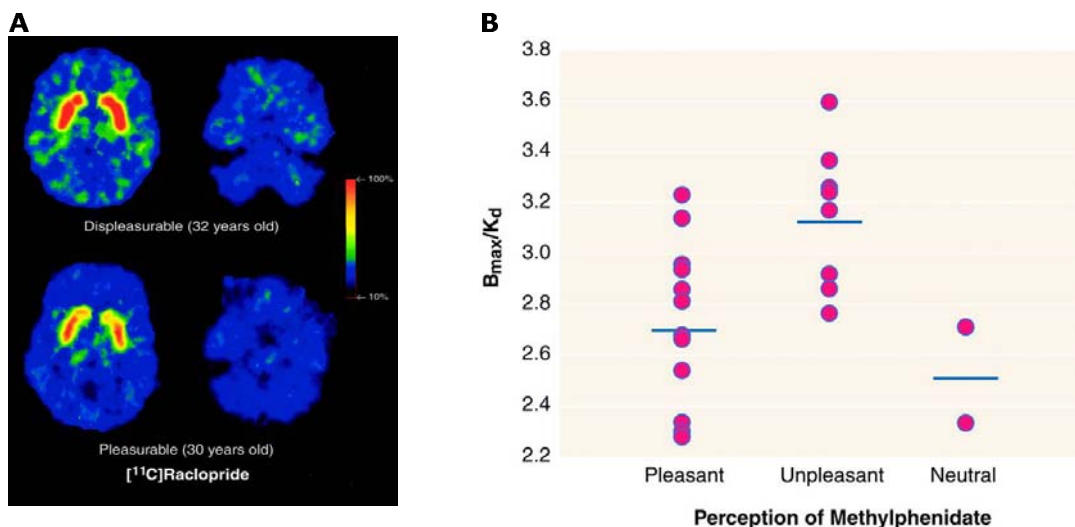 A
Displeasurable (32 years old)
100%
10%
Pleasurable (30 years old)
[¹¹C]Raclopride
B
3.8
3.6
3.4
3.2
3.0
2.8
2.6
2.4
2.2
Bmax/Kd
Pleasant Unpleasant Neutral
Perception of Methylphenidate